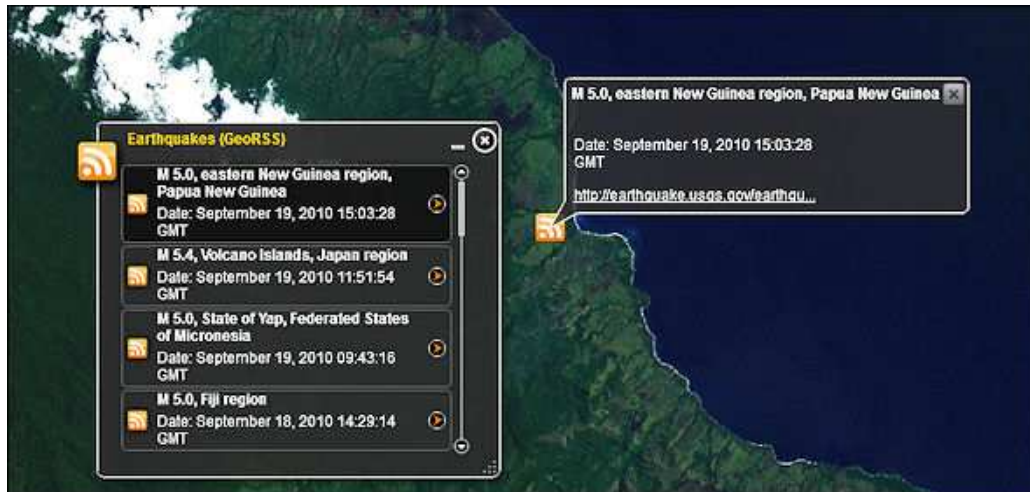 Earthquakes (GeoRSS)
M 5.0, eastern New Guinea region,
Papua New Guinea
Date: September 19, 2010 15:03:28
GMT
M 5.4, Volcano Islands, Japan region
Date: September 19, 2010 11:51:54
GMT
M 5.0, State of Yap, Federated States
of Micronesia
Date: September 19, 2010 09:43:16
GMT
M 5.0, Fiji region
Date: September 18, 2010 14:29:14
GMT
M 5.0, eastern New Guinea region, Papua New Guinea
Date: September 19, 2010 15:03:28
GMT
http://earthquake.usgs.gov/earthqu...